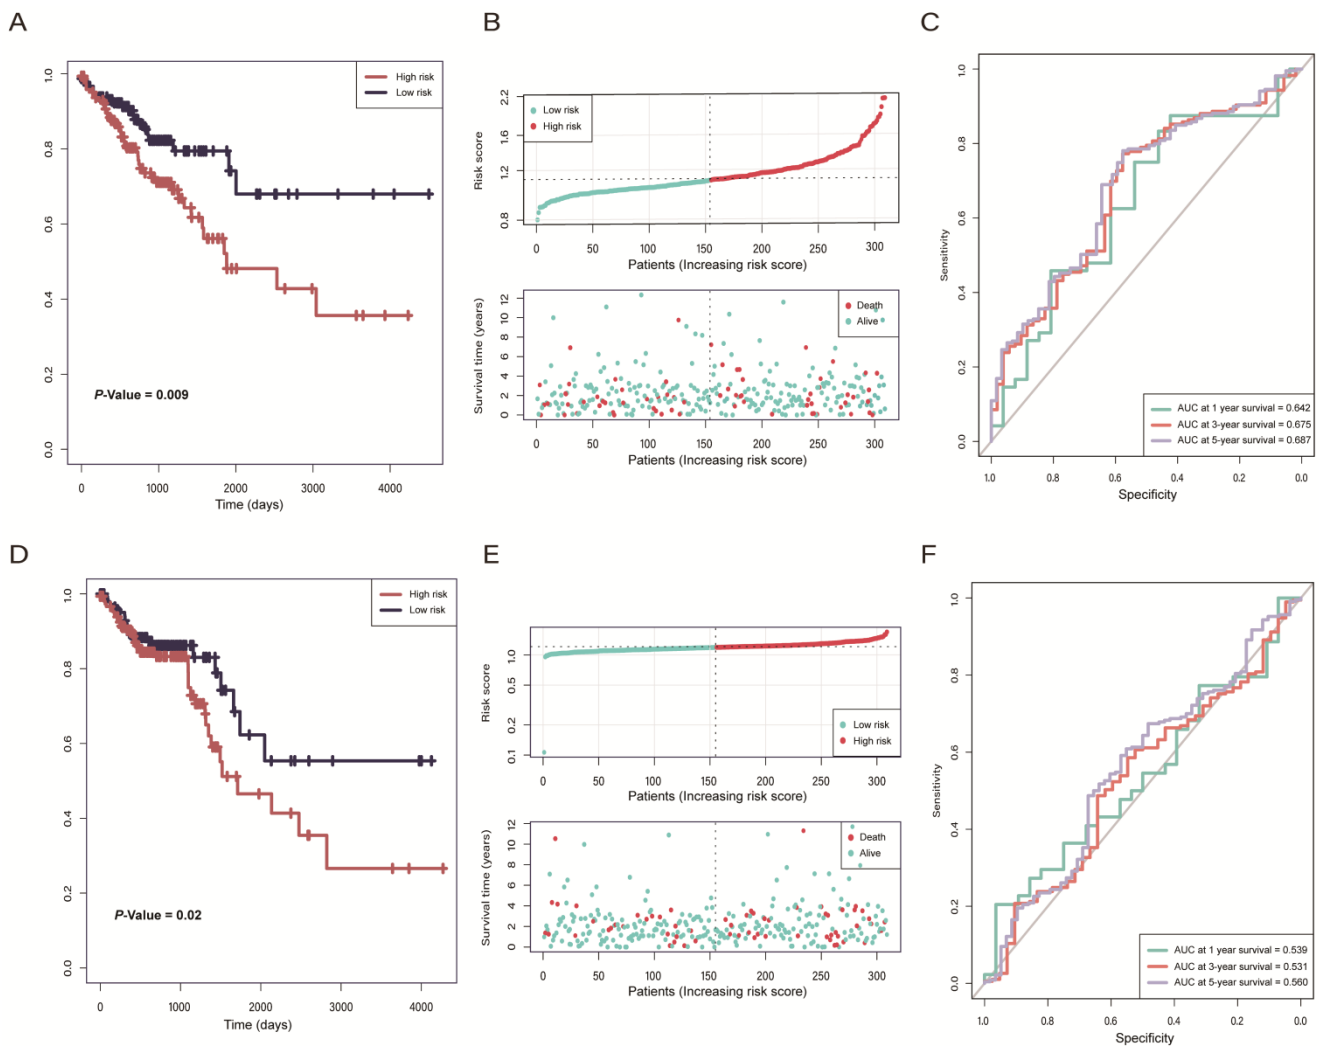 A
High risk
Low risk
1.0
0.8
0.6
0.4
0.2
0.0
P-Value = 0.009
0 1000 2000 3000 4000
Time (days)
B
Risk score
2.2
1.6
1.2
0.8
Low risk
High risk
0 50 100 150 200 250 300
Patients (Increasing risk score)
Survival time (years)
12
10
8
6
4
2
0
Death
Alive
0 50 100 150 200 250 300
Patients (Increasing risk score)
C
Sensitivity
1.0
0.8
0.6
0.4
0.2
0.0
AUC at 1 year survival = 0.642
AUC at 3-year survival = 0.675
AUC at 5-year survival = 0.687
1.0 0.8 0.6 0.4 0.2 0.0
Specificity
D
High risk
Low risk
1.0
0.8
0.6
0.4
0.2
0.0
P-Value = 0.02
0 1000 2000 3000 4000
Time (days)
E
Risk score
1.0
0.5
0.2
0.1
Low risk
High risk
0 50 100 150 200 250 300
Patients (Increasing risk score)
Survival time (years)
12
10
8
6
4
2
0
Death
Alive
0 50 100 150 200 250 300
Patients (Increasing risk score)
F
Sensitivity
1.0
0.8
0.6
0.4
0.2
0.0
AUC at 1 year survival = 0.539
AUC at 3-year survival = 0.531
AUC at 5-year survival = 0.560
1.0 0.8 0.6 0.4 0.2 0.0
Specificity